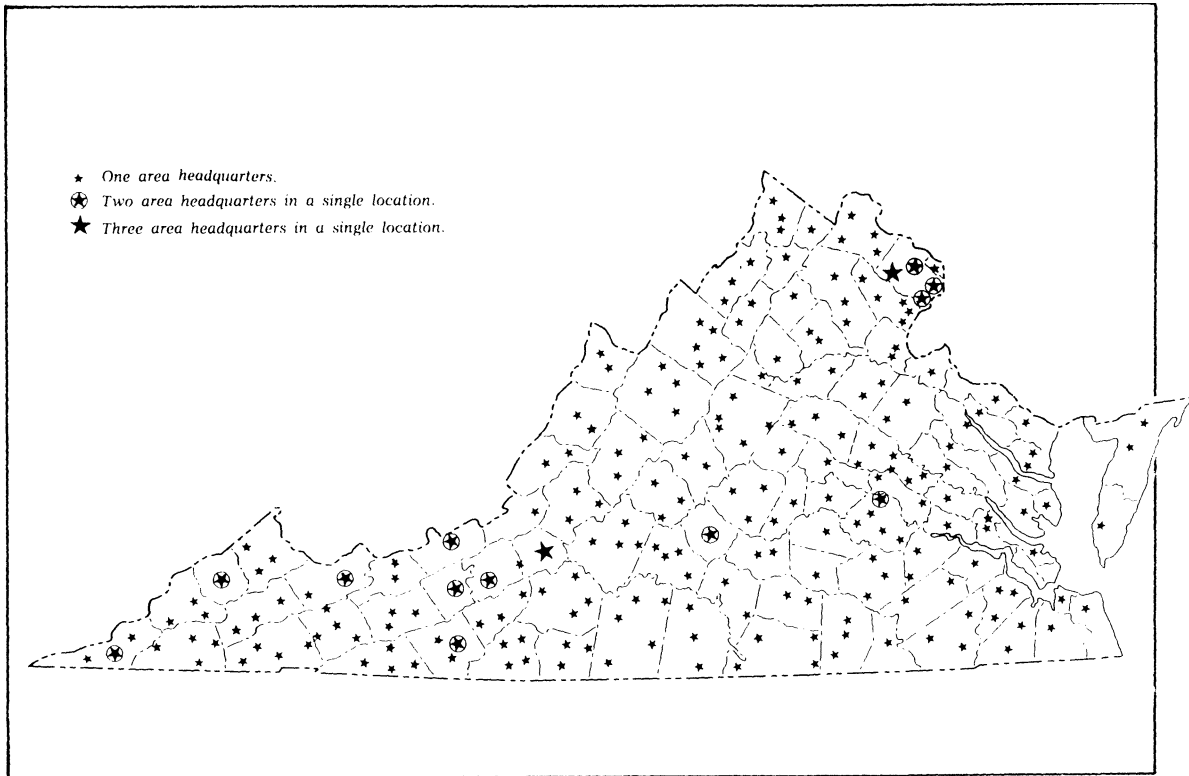 One area headquarters.
Two area headquarters in a single location.
Three area headquarters in a single location.